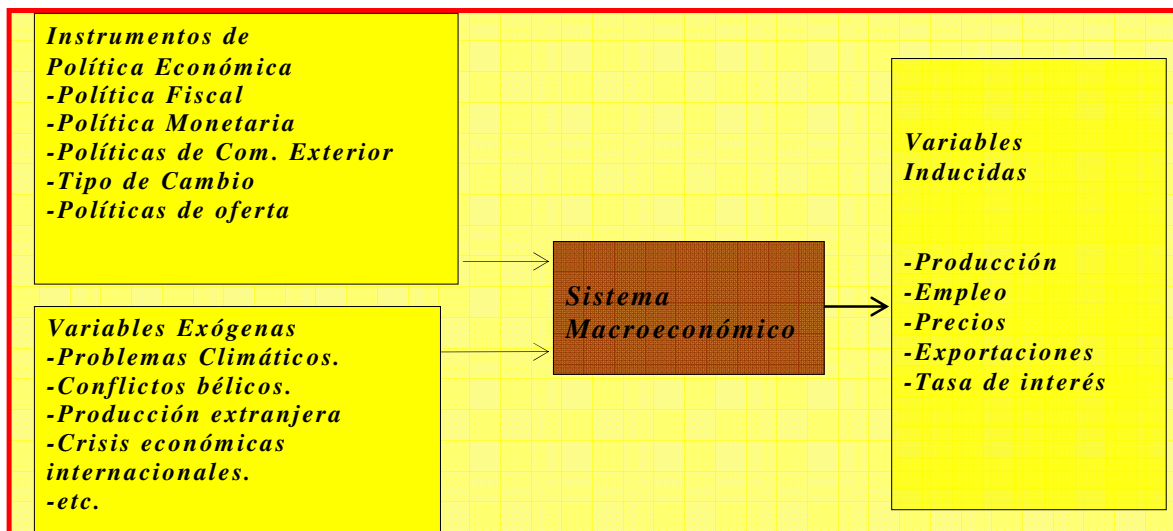 Instrumentos de
Política Económica
-Política Fiscal
-Política Monetaria
-Políticas de Com. Exterior
-Tipo de Cambio
-Políticas de oferta
Variables Exógenas
-Problemas Climáticos.
-Conflictos bélicos.
-Producción extranjera
-Crisis económicas
internacionales.
-etc.
Sistema
Macroeconómico
Variables
Inducidas
-Producción
-Empleo
-Precios
-Exportaciones
-Tasa de interés